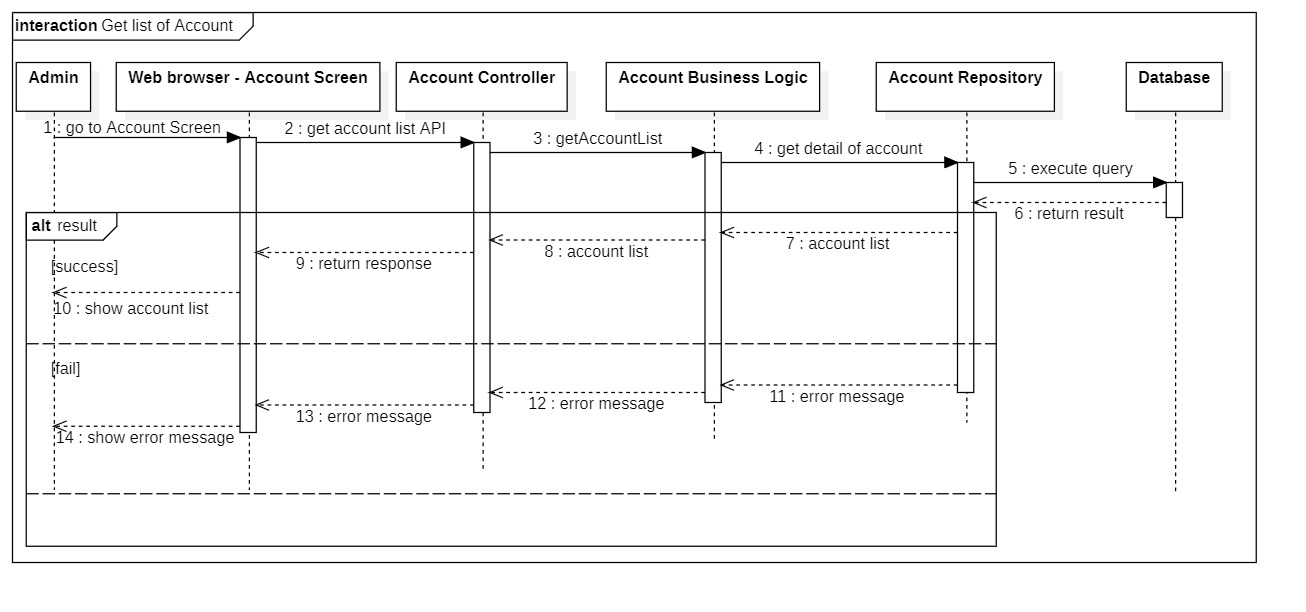 interaction Get list of Account
Admin
Web browser - Account Screen
Account Controller
Account Business Logic
Account Repository
Database
1 : go to Account Screen
2 : get account list API
3 : getAccountList
4 : get detail of account
5 : execute query
6 : return result
alt result
7 : account list
8 : account list
9 : return response
[success]
10 : show account list
[fail]
11 : error message
12 : error message
13 : error message
14 : show error message